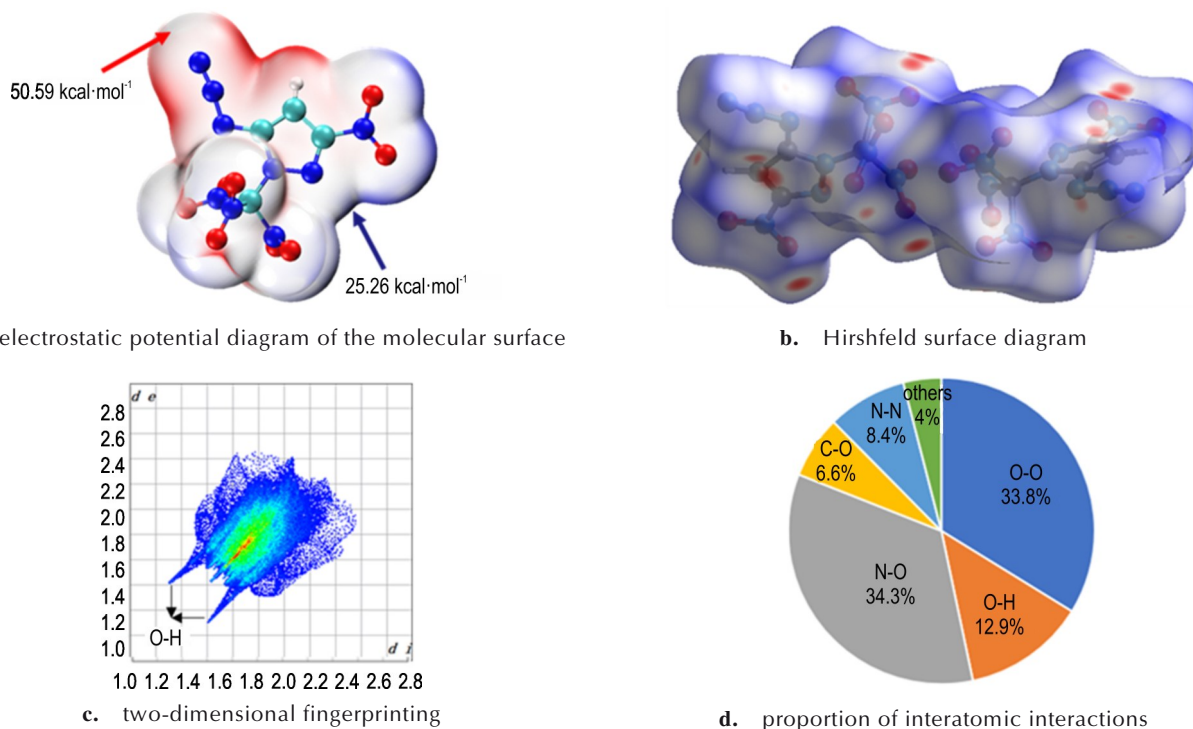 50.59 kcal·mol⁻¹
25.26 kcal·mol⁻¹
electrostatic potential diagram of the molecular surface
b. Hirshfeld surface diagram
d e
2.8
2.6
2.4
2.2
2.0
1.8
1.6
1.4
1.2
1.0
O-H
d i
1.0 1.2 1.4 1.6 1.8 2.0 2.2 2.4 2.6 2.8
c. two-dimensional fingerprinting
others
4%
N-N
8.4%
C-O
6.6%
O-O
33.8%
N-O
34.3%
O-H
12.9%
d. proportion of interatomic interactions